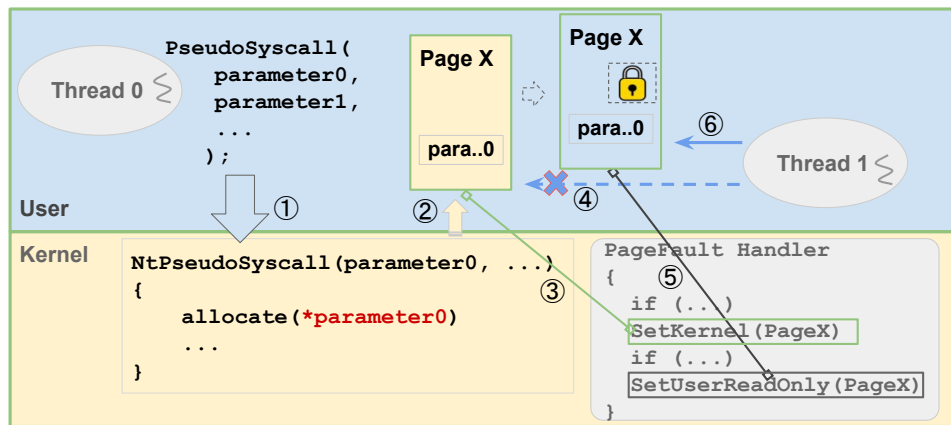 PseudoSyscall(
parameter0,
parameter1,
...
);
Thread 0
Page X
para..0
Page X
para..0
⑥
Thread 1
④
①
②
User
Kernel
NtPseudoSyscall(parameter0, ...)
{
allocate(*parameter0)
...
}
③
⑤
PageFault Handler
{
if (...)
SetKernel(PageX)
if (...)
SetUserReadOnly(PageX)
}